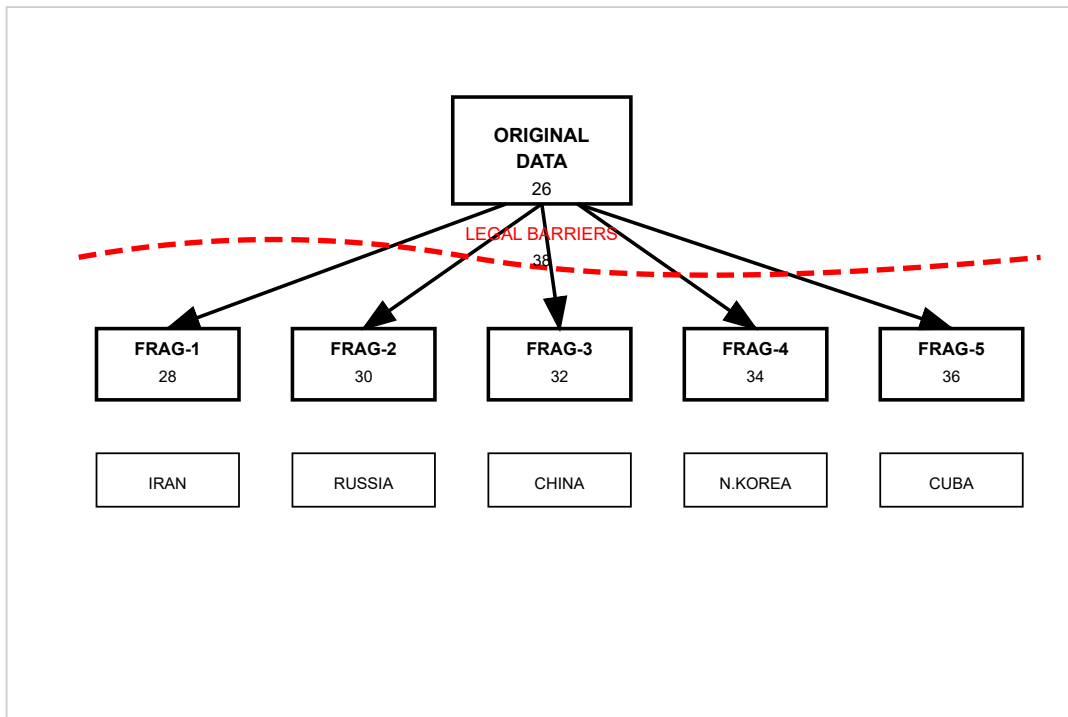 ORIGINAL
DATA
26
LEGAL BARRIERS
38
FRAG-1
28
FRAG-2
30
FRAG-3
32
FRAG-4
34
FRAG-5
36
IRAN
RUSSIA
CHINA
N.KOREA
CUBA